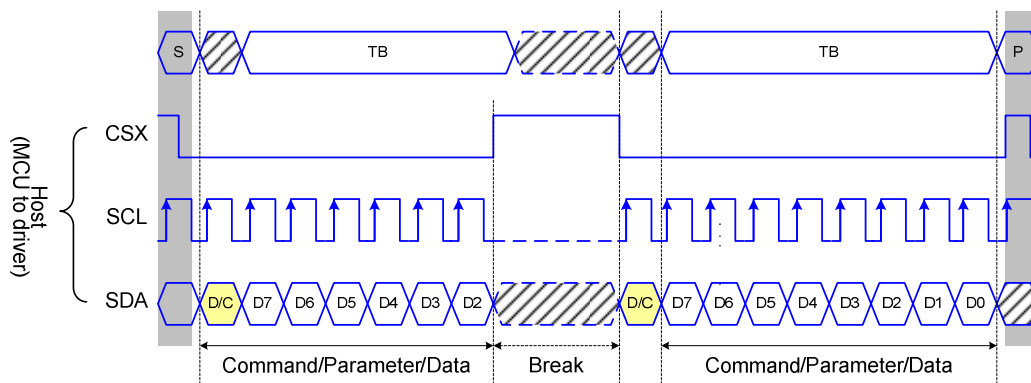 S TB TB P
CSX
Host
(MCU to driver)
SCL
SDA D/C D7 D6 D5 D4 D3 D2 D/C D7 D6 D5 D4 D3 D2 D1 D0
Command/Parameter/Data Break Command/Parameter/Data